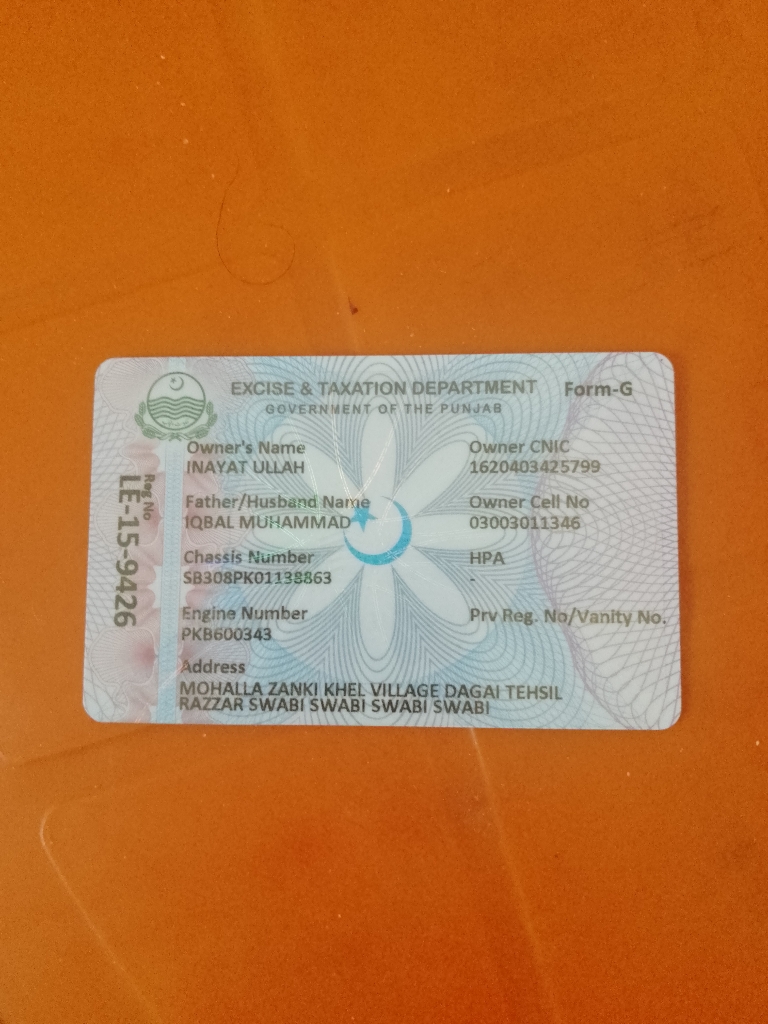 EXCISE & TAXATION DEPARTMENT Form-G
GOVERNMENT OF THE PUNJAB
Reg No
LE-15-9426
Owner's Name
INAYAT ULLAH
Owner CNIC
1620403425799
Father/Husband Name
IQBAL MUHAMMAD
Owner Cell No
03003011346
Chassis Number
SB308PK01138863
HPA
-
Engine Number
PKB600343
Prv Reg. No/Vanity No.
Address
MOHALLA ZANKI KHEL VILLAGE DAGAI TEHSIL
RAZZAR SWABI SWABI SWABI SWABI